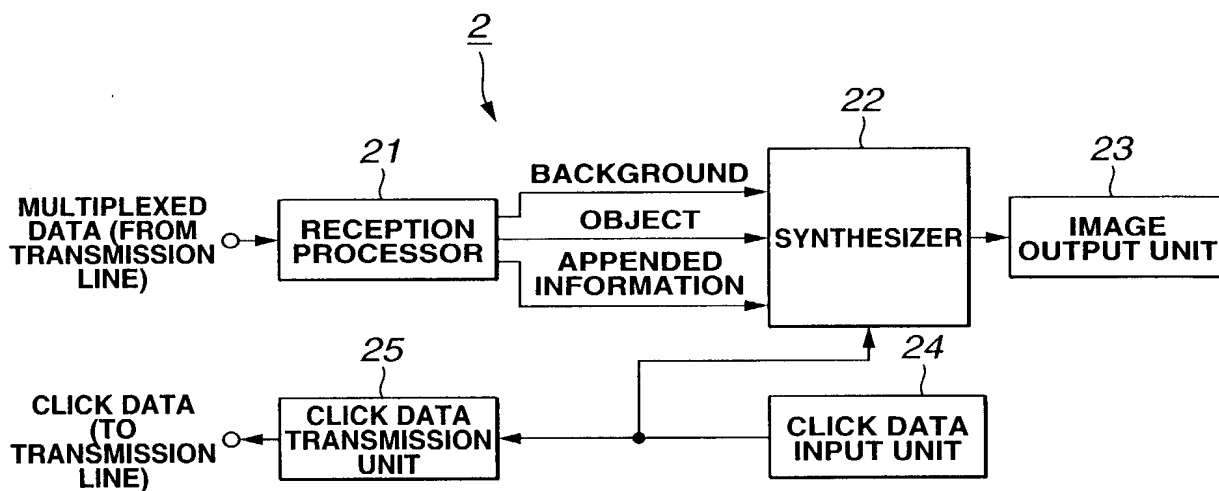 2
21
22
23
MULTIPLEXED
DATA (FROM
TRANSMISSION
LINE)
RECEPTION
PROCESSOR
BACKGROUND
OBJECT
APPENDED
INFORMATION
SYNTHESIZER
IMAGE
OUTPUT UNIT
25
24
CLICK DATA
(TO
TRANSMISSION
LINE)
CLICK DATA
TRANSMISSION
UNIT
CLICK DATA
INPUT UNIT